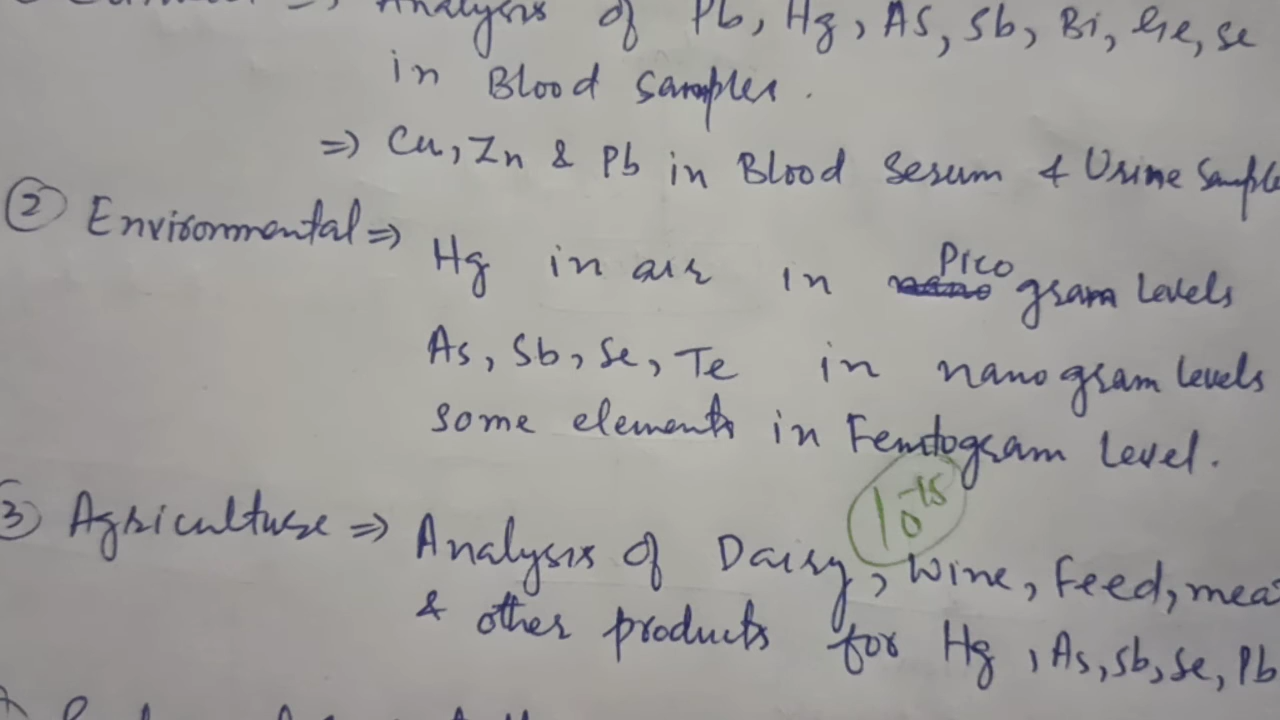 Analysis of Pb, Hg, As, Sb, Bi, Ge, Se
in Blood samples.
⇒ Cu, Zn & Pb in Blood serum & Urine Sample
② Environmental ⇒ Hg in air in nano Pico gram Levels
As, Sb, Se, Te in nanogram levels
some elements in Femtogram Level.
10⁻¹⁵
③ Agriculture ⇒ Analysis of Dairy, Wine, Feed, mea
& other products for Hg, As, Sb, Se, Pb